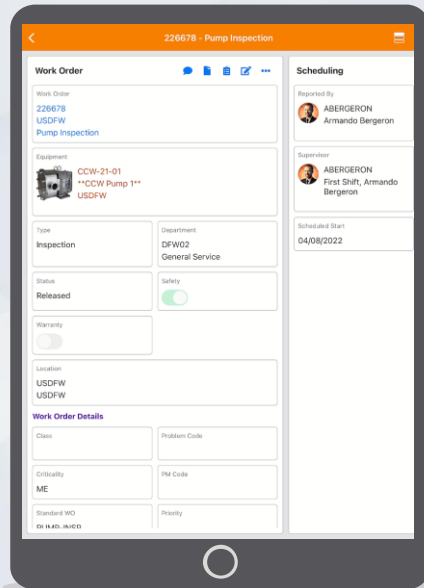 226678 - Pump Inspection
Work Order
Work Order
226678
USDFW
Pump Inspection
Equipment
CCW-21-01
**CCW Pump 1**
USDFW
Type
Inspection
Department
DFW02
General Service
Status
Released
Safety
Warranty
Location
USDFW
USDFW
Work Order Details
Class
Problem Code
Criticality
ME
PM Code
Standard WO
PUMP-INSP
Priority
Scheduling
Reported By
ABERGERON
Armando Bergeron
Supervisor
ABERGERON
First Shift, Armando
Bergeron
Scheduled Start
04/08/2022